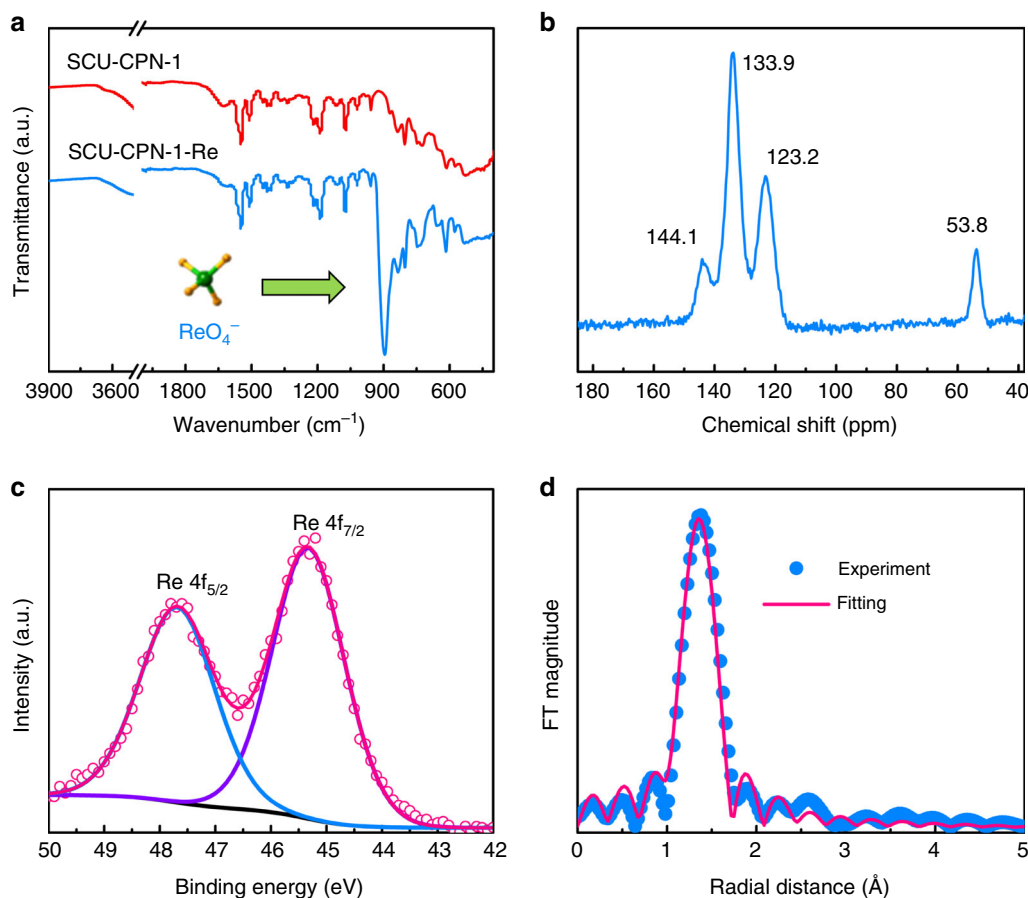 a
SCU-CPN-1
SCU-CPN-1-Re
ReO₄⁻
Transmittance (a.u.)
3900 3600 1800 1500 1200 900 600
Wavenumber (cm⁻¹)
b
144.1
133.9
123.2
53.8
180 160 140 120 100 80 60 40
Chemical shift (ppm)
c
Re 4f₅/₂
Re 4f₇/₂
Intensity (a.u.)
50 49 48 47 46 45 44 43 42
Binding energy (eV)
d
Experiment
Fitting
FT magnitude
0 1 2 3 4 5
Radial distance (Å)